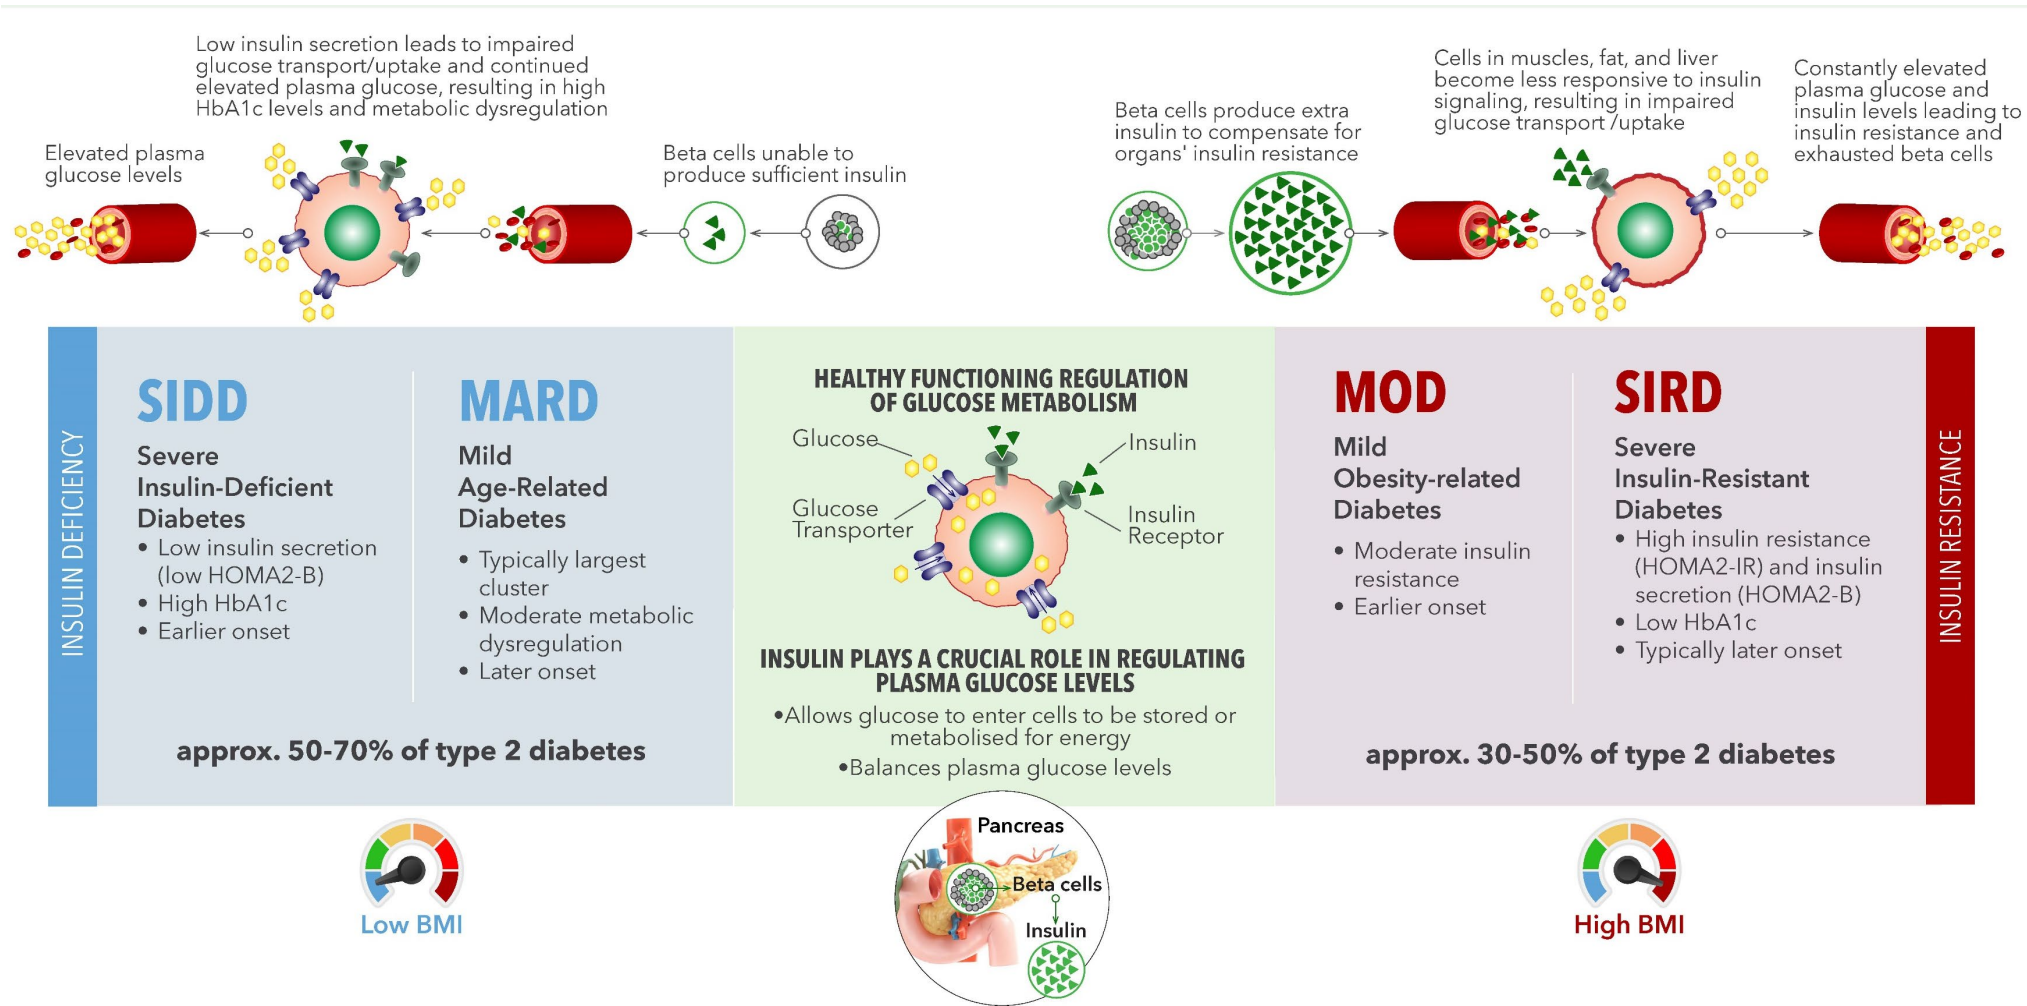 Low insulin secretion leads to impaired
glucose transport/uptake and continued
elevated plasma glucose, resulting in high
HbA1c levels and metabolic dysregulation
Elevated plasma
glucose levels
Beta cells unable to
produce sufficient insulin
Beta cells produce extra
insulin to compensate for
organs' insulin resistance
Cells in muscles, fat, and liver
become less responsive to insulin
signaling, resulting in impaired
glucose transport /uptake
Constantly elevated
plasma glucose and
insulin levels leading to
insulin resistance and
exhausted beta cells
INSULIN DEFICIENCY
SIDD
Severe
Insulin-Deficient
Diabetes
• Low insulin secretion
(low HOMA2-B)
• High HbA1c
• Earlier onset
MARD
Mild
Age-Related
Diabetes
• Typically largest
cluster
• Moderate metabolic
dysregulation
• Later onset
approx. 50-70% of type 2 diabetes
HEALTHY FUNCTIONING REGULATION
OF GLUCOSE METABOLISM
Glucose
Insulin
Glucose
Transporter
Insulin
Receptor
INSULIN PLAYS A CRUCIAL ROLE IN REGULATING
PLASMA GLUCOSE LEVELS
•Allows glucose to enter cells to be stored or
metabolised for energy
•Balances plasma glucose levels
MOD
Mild
Obesity-related
Diabetes
• Moderate insulin
resistance
• Earlier onset
SIRD
Severe
Insulin-Resistant
Diabetes
• High insulin resistance
(HOMA2-IR) and insulin
secretion (HOMA2-B)
• Low HbA1c
• Typically later onset
approx. 30-50% of type 2 diabetes
INSULIN RESISTANCE
Low BMI
Pancreas
Beta cells
Insulin
High BMI